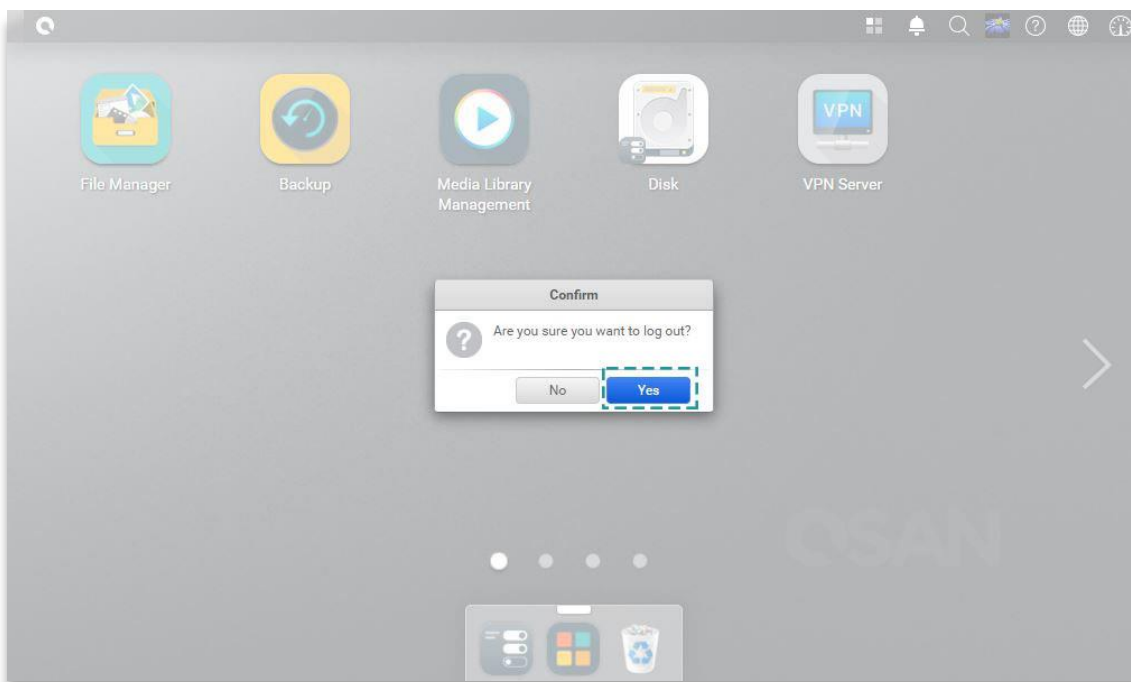 File Manager
Backup
Media Library
Management
Disk
VPN
VPN Server
Confirm
Are you sure you want to log out?
No
Yes
QSAN